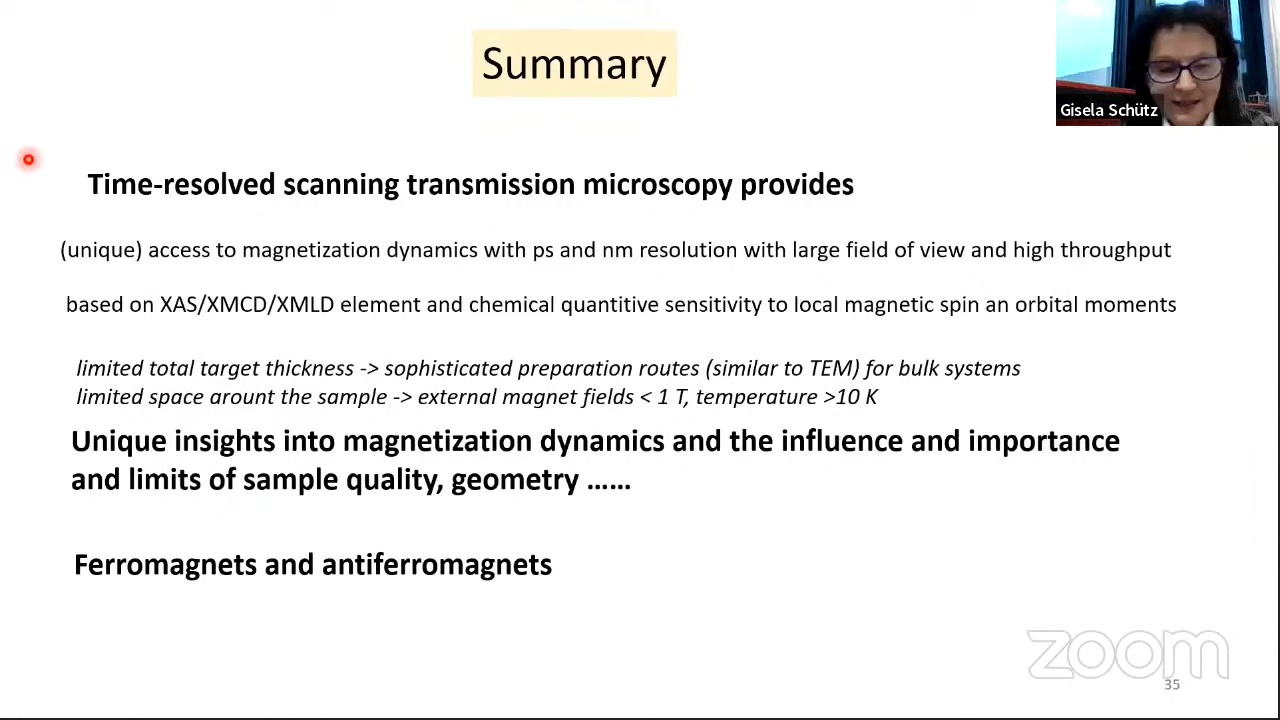 Summary
Gisela Schütz
Time-resolved scanning transmission microscopy provides
(unique) access to magnetization dynamics with ps and nm resolution with large field of view and high throughput
based on XAS/XMCD/XMLD element and chemical quantitive sensitivity to local magnetic spin an orbital moments
limited total target thickness -> sophisticated preparation routes (similar to TEM) for bulk systems
limited space arount the sample -> external magnet fields < 1 T, temperature >10 K
Unique insights into magnetization dynamics and the influence and importance
and limits of sample quality, geometry ......
Ferromagnets and antiferromagnets
zoom
35